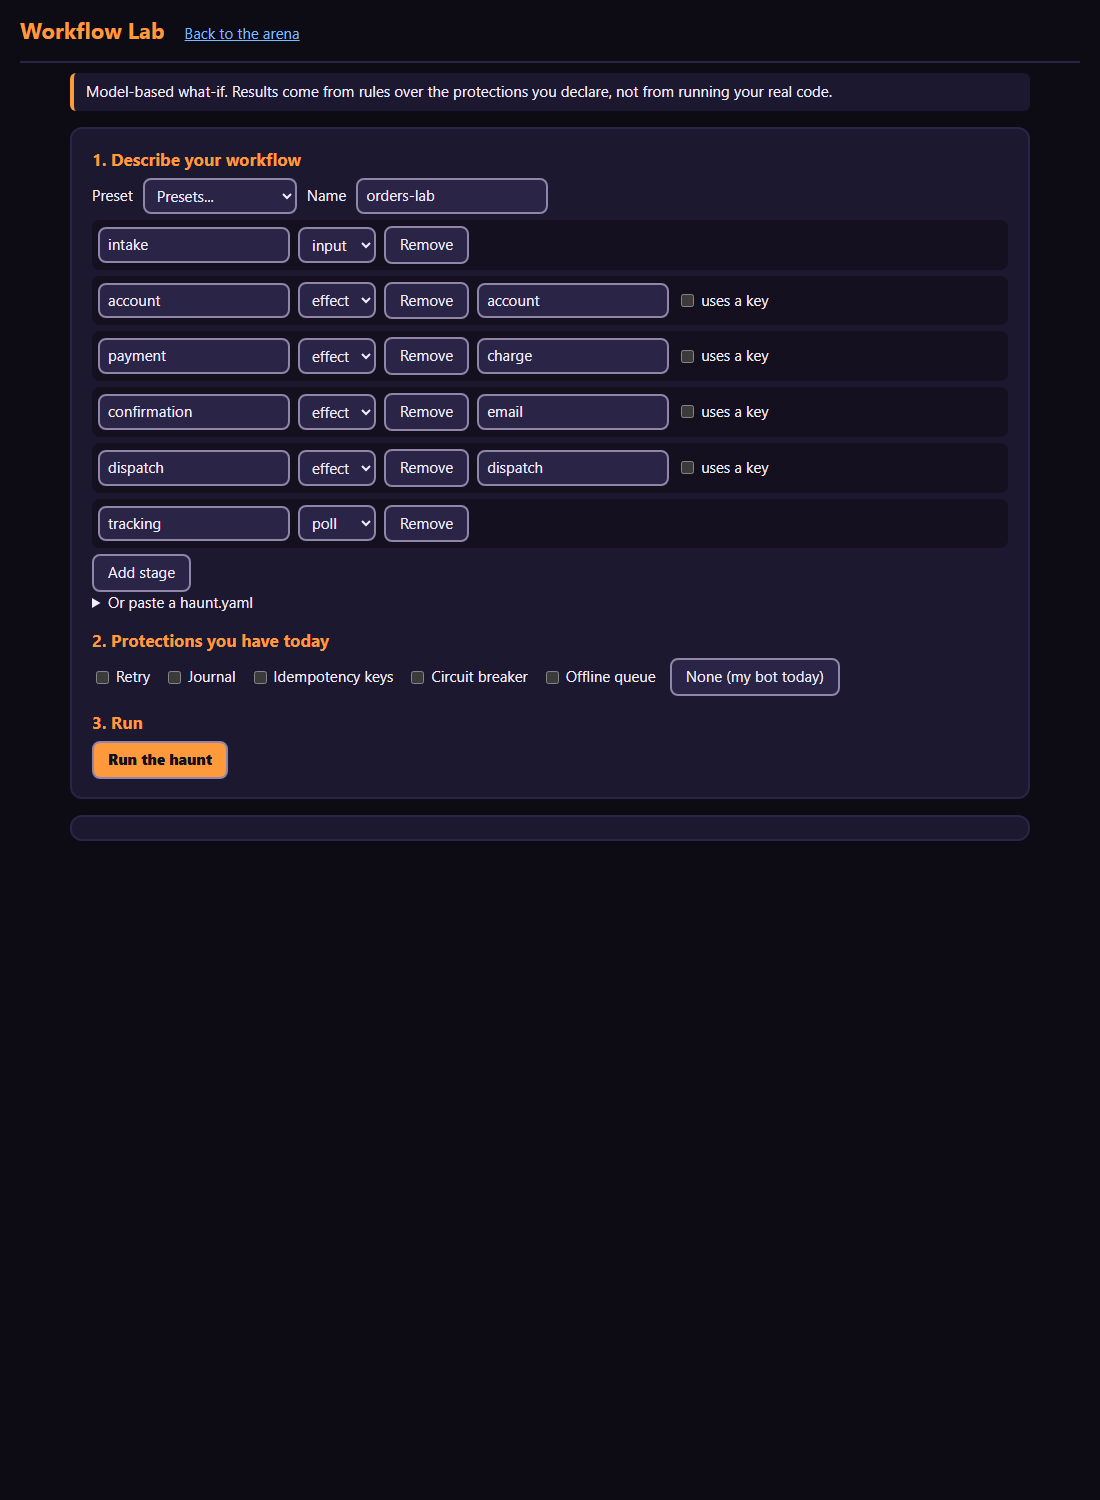 Workflow Lab Back to the arena
Model-based what-if. Results come from rules over the protections you declare, not from running your real code.
1. Describe your workflow
Preset Presets... Name orders-lab
intake input Remove
account effect Remove account uses a key
payment effect Remove charge uses a key
confirmation effect Remove email uses a key
dispatch effect Remove dispatch uses a key
tracking poll Remove
Add stage
Or paste a haunt.yaml
2. Protections you have today
Retry Journal Idempotency keys Circuit breaker Offline queue None (my bot today)
3. Run
Run the haunt